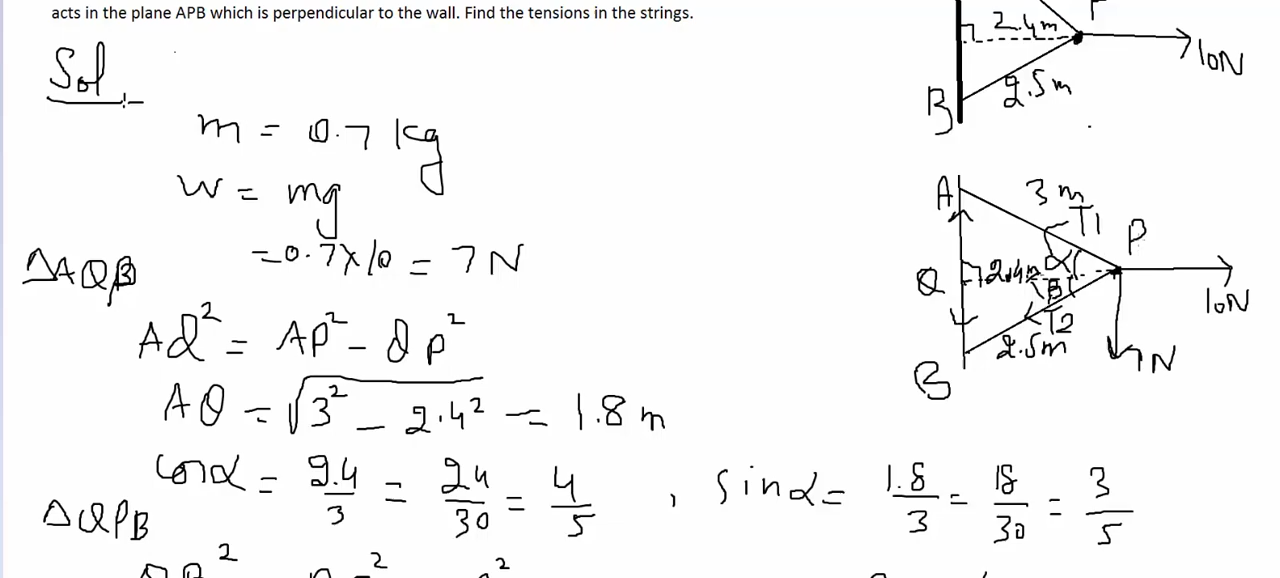 acts in the plane APB which is perpendicular to the wall. Find the tensions in the strings.
Sol
m = 0.7 kg
W = mg
= 0.7 x 10 = 7 N
ΔAQB
AQ² = AP² - QP²
AQ = √3² - 2.4² = 1.8 m
cosα = 2.4/3 = 24/30 = 4/5 , sinα = 1.8/3 = 18/30 = 3/5
ΔQPB
2.4m
10N
2.5m
B
A
3m
T1
P
Q
2.4m
α
β
T2
10N
2.5m
7N
B